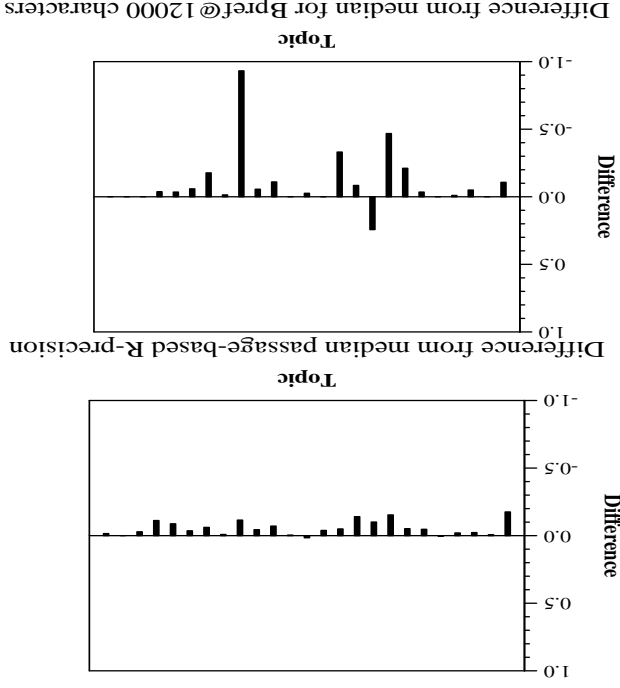 1.0
0.5
0.0
-0.5
-1.0
Difference
Topic
Difference from median passage-based R-precision
1.0
0.5
0.0
-0.5
-1.0
Difference
Topic
Difference from median for Bpref@12000 characters